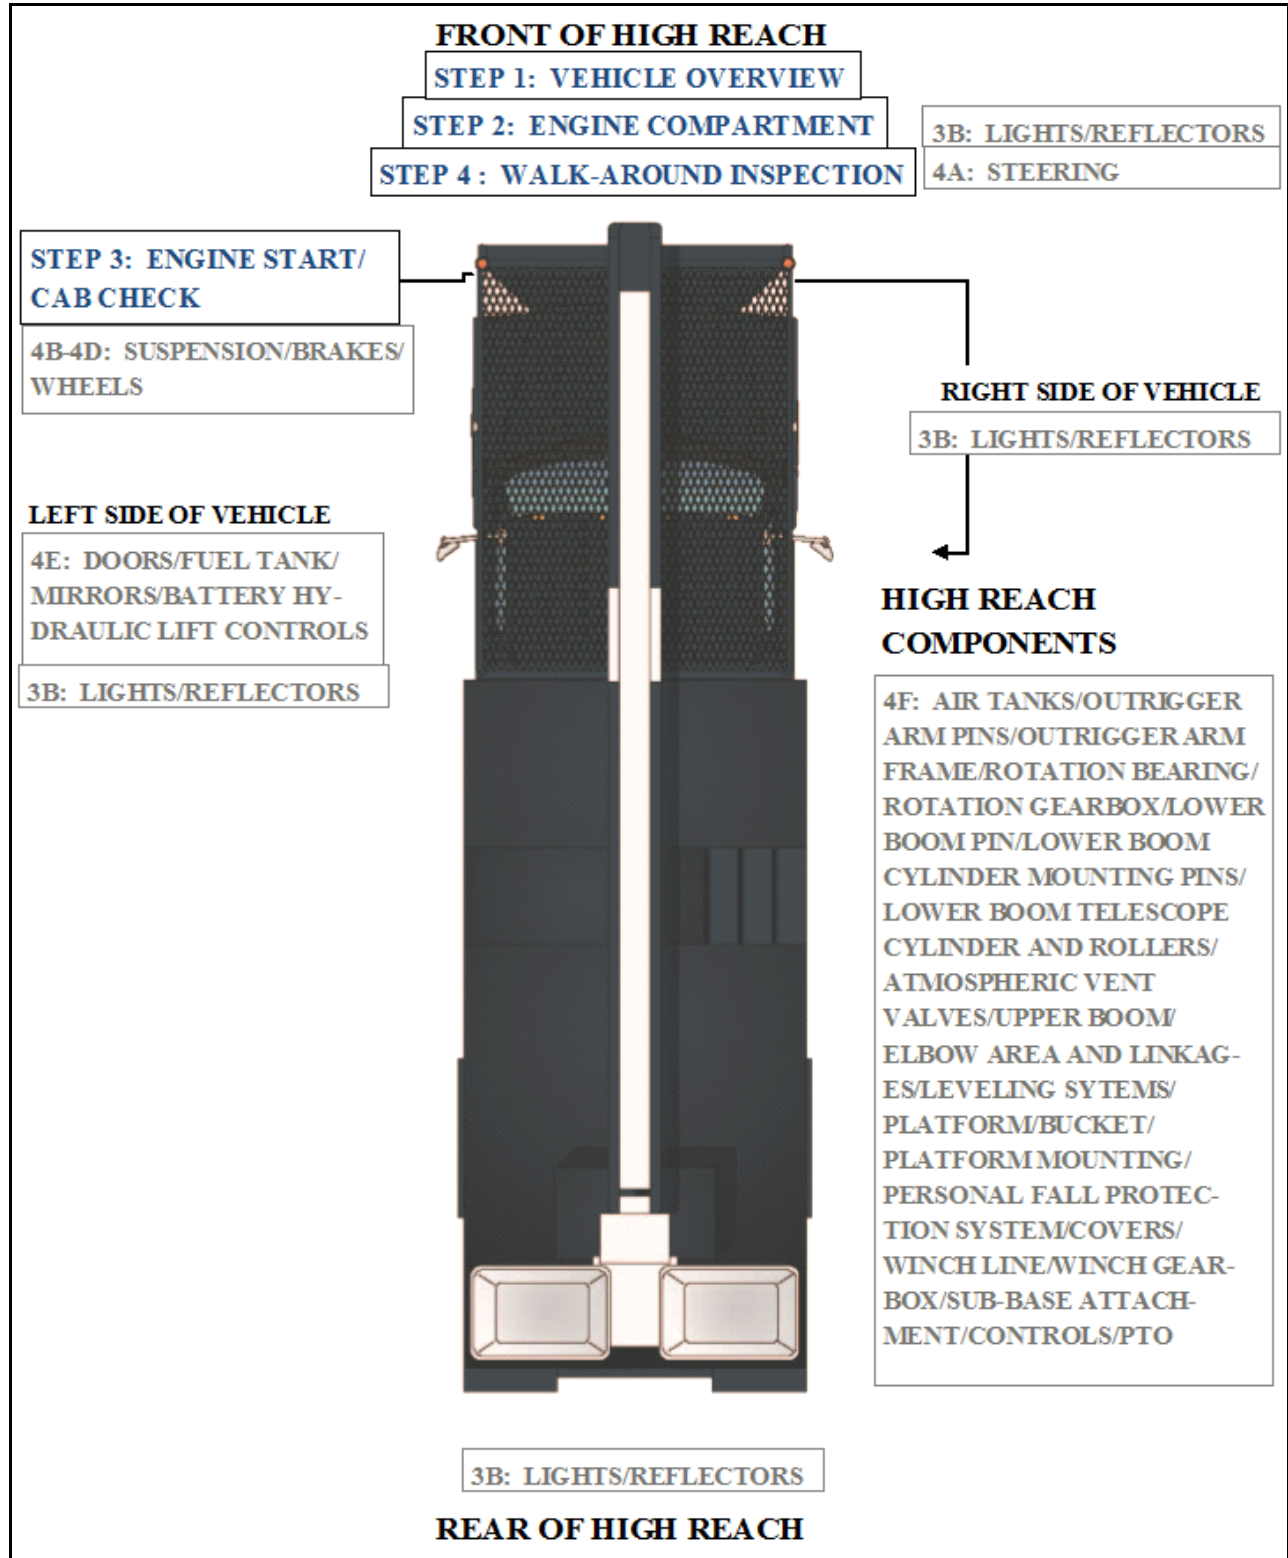 FRONT OF HIGH REACH
STEP 1: VEHICLE OVERVIEW
STEP 2: ENGINE COMPARTMENT
STEP 4 : WALK-AROUND INSPECTION
3B: LIGHTS/REFLECTORS
4A: STEERING
STEP 3: ENGINE START/
CAB CHECK
4B-4D: SUSPENSION/BRAKES/
WHEELS
RIGHT SIDE OF VEHICLE
3B: LIGHTS/REFLECTORS
LEFT SIDE OF VEHICLE
4E: DOORS/FUEL TANK/
MIRRORS/BATTERY HY-
DRAULIC LIFT CONTROLS
3B: LIGHTS/REFLECTORS
HIGH REACH
COMPONENTS
4F: AIR TANKS/OUTRIGGER
ARM PINS/OUTRIGGER ARM
FRAME/ROTATION BEARING/
ROTATION GEARBOX/LOWER
BOOM PIN/LOWER BOOM
CYLINDER MOUNTING PINS/
LOWER BOOM TELESCOPE
CYLINDER AND ROLLERS/
ATMOSPHERIC VENT
VALVES/UPPER BOOM/
ELBOW AREA AND LINKAG-
ES/LEVELING SYTEMS/
PLATFORM/BUCKET/
PLATFORM MOUNTING/
PERSONAL FALL PROTEC-
TION SYSTEM/COVERS/
WINCH LINE/WINCH GEAR-
BOX/SUB-BASE ATTACH-
MENT/CONTROLS/PTO
3B: LIGHTS/REFLECTORS
REAR OF HIGH REACH